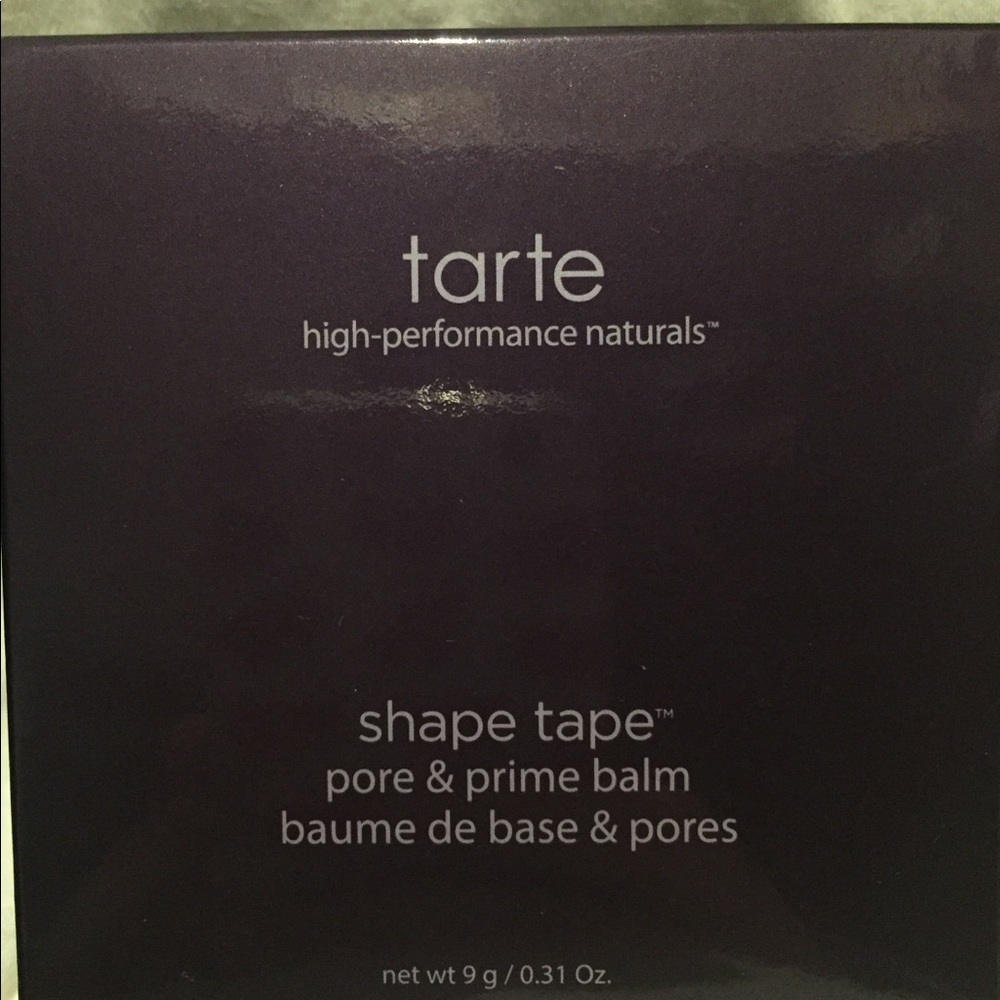 tarte
high-performance naturals™
shape tape™
pore & prime balm
baume de base & pores
net wt 9 g / 0.31 Oz.